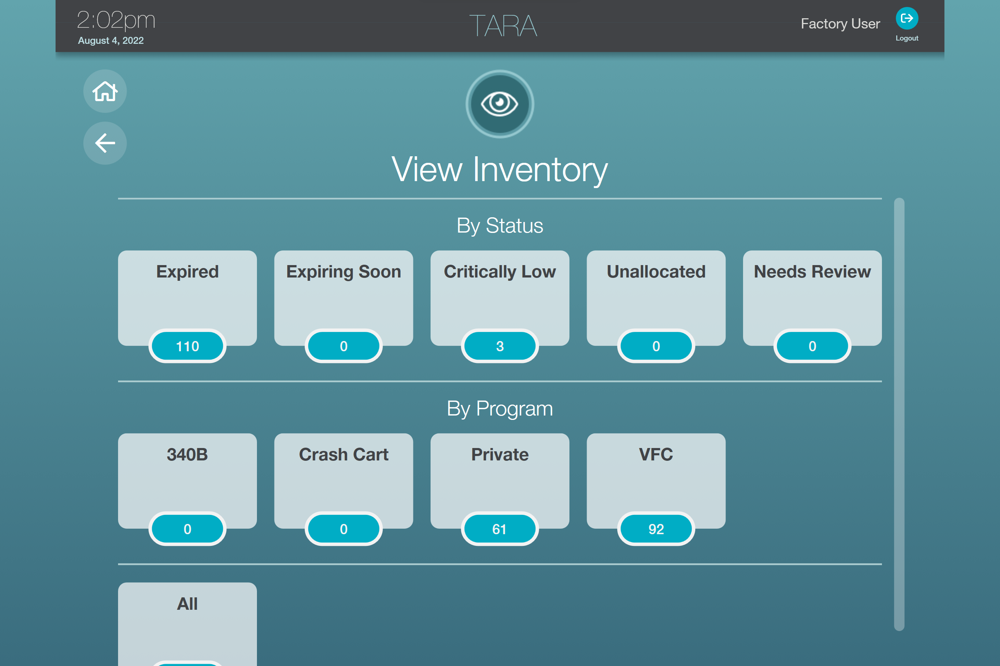 2:02pm
August 4, 2022
TARA
Factory User
Logout
View Inventory
By Status
Expired
Expiring Soon
Critically Low
Unallocated
Needs Review
110
0
3
0
0
By Program
340B
Crash Cart
Private
VFC
0
0
61
92
All